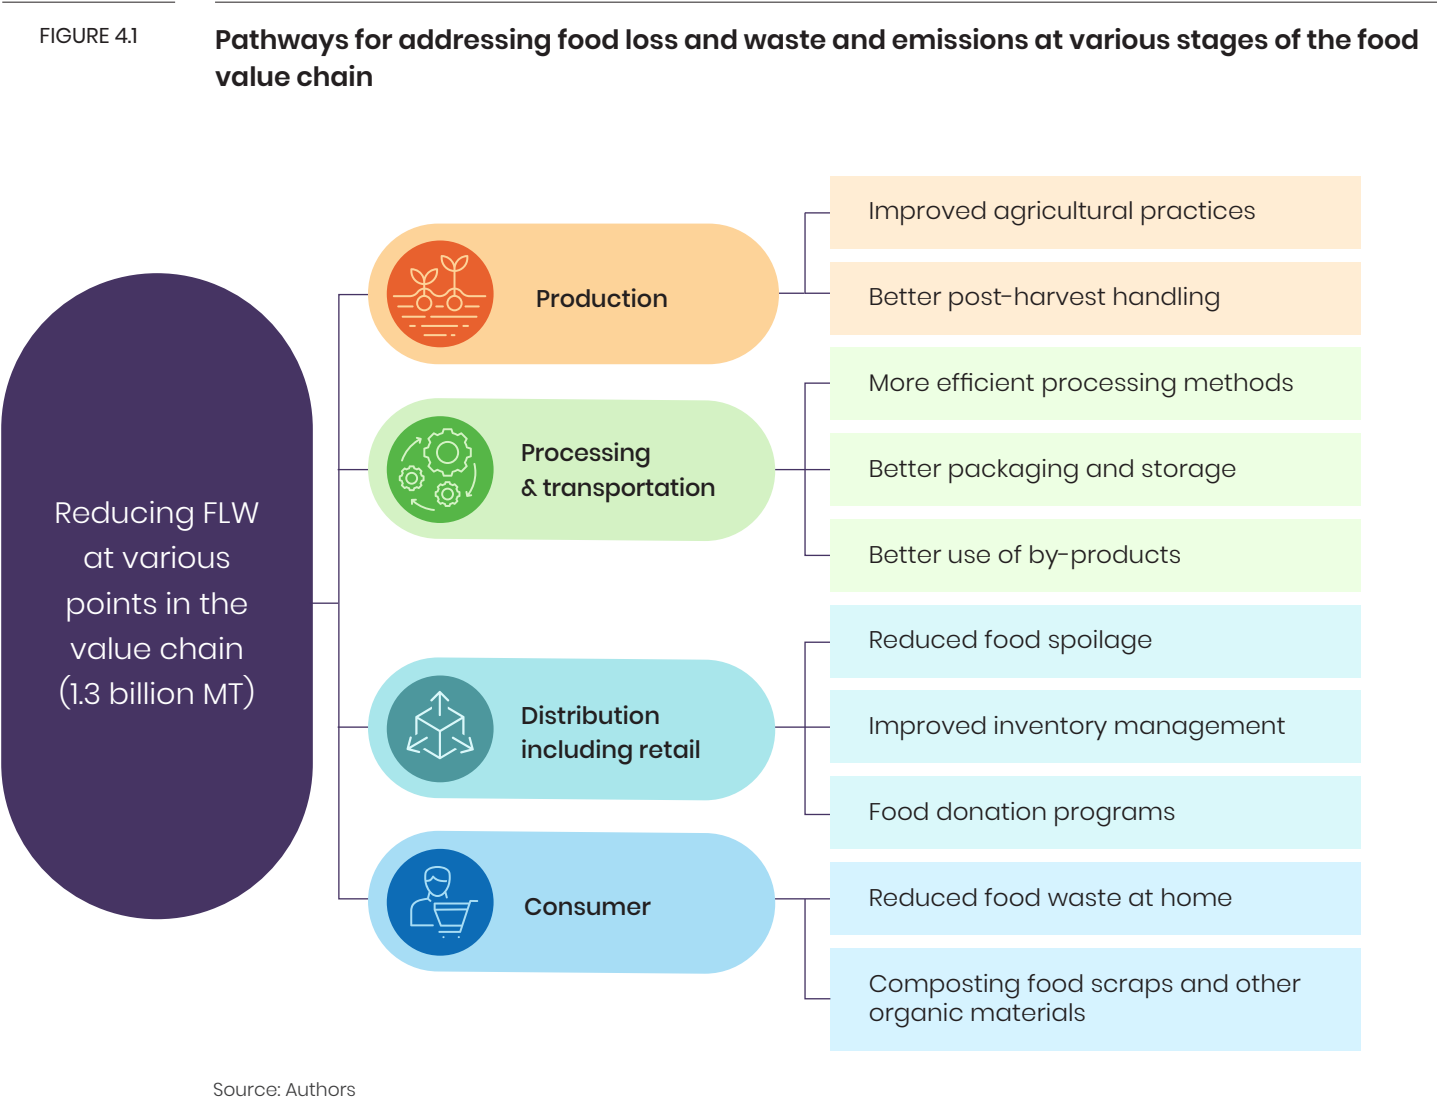 FIGURE 4.1
Pathways for addressing food loss and waste and emissions at various stages of the food
value chain
Reducing FLW
at various
points in the
value chain
(1.3 billion MT)
Production
Improved agricultural practices
Better post-harvest handling
Processing
& transportation
More efficient processing methods
Better packaging and storage
Better use of by-products
Distribution
including retail
Reduced food spoilage
Improved inventory management
Food donation programs
Consumer
Reduced food waste at home
Composting food scraps and other
organic materials
Source: Authors